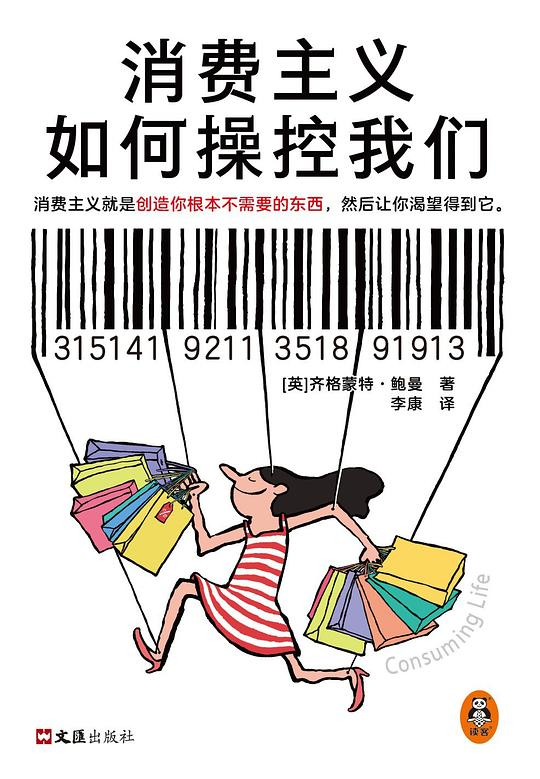 消费主义
如何操控我们
消费主义就是创造你根本不需要的东西，然后让你渴望得到它。
315141 9211 3518 91913
[英]齐格蒙特·鲍曼 著
李康 译
Consuming Life
文匯出版社
读客